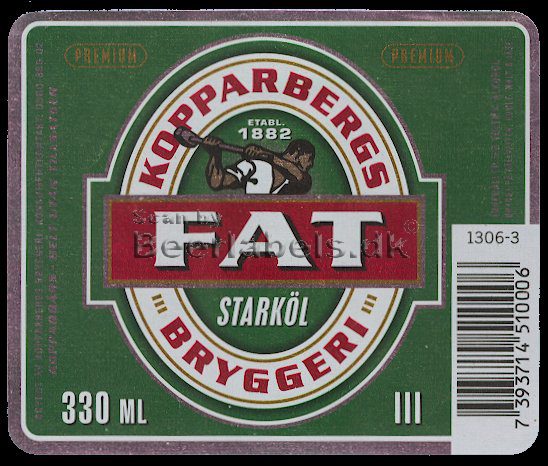 PREMIUM
PREMIUM
KOPPARBERGS
ETABL.
1882
FAT
Scan by
Beerlabels.dk
STARKÖL
BRYGGERI
330 ML
III
1306-3
7 393714 510006